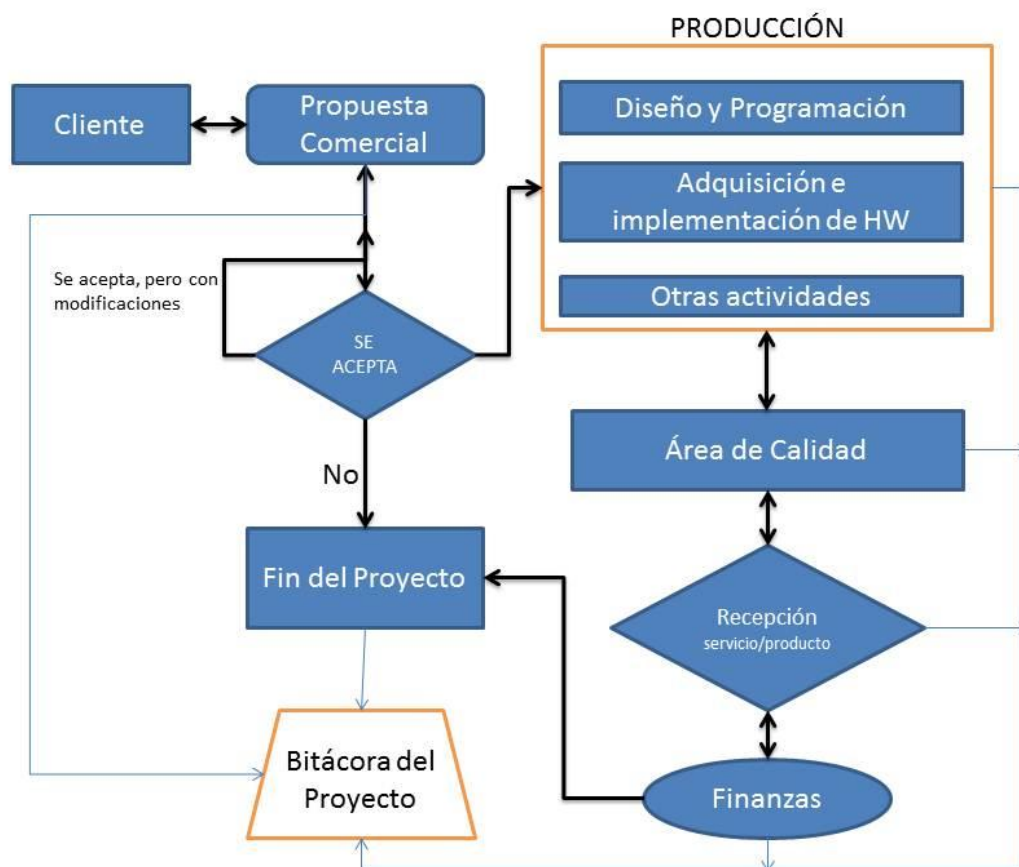 PRODUCCIÓN
Cliente
Propuesta
Comercial
Diseño y Programación
Adquisición e
implementación de HW
Otras actividades
Se acepta, pero con
modificaciones
SE
ACEPTA
Área de Calidad
No
Fin del Proyecto
Recepción
servicio/producto
Bitácora del
Proyecto
Finanzas